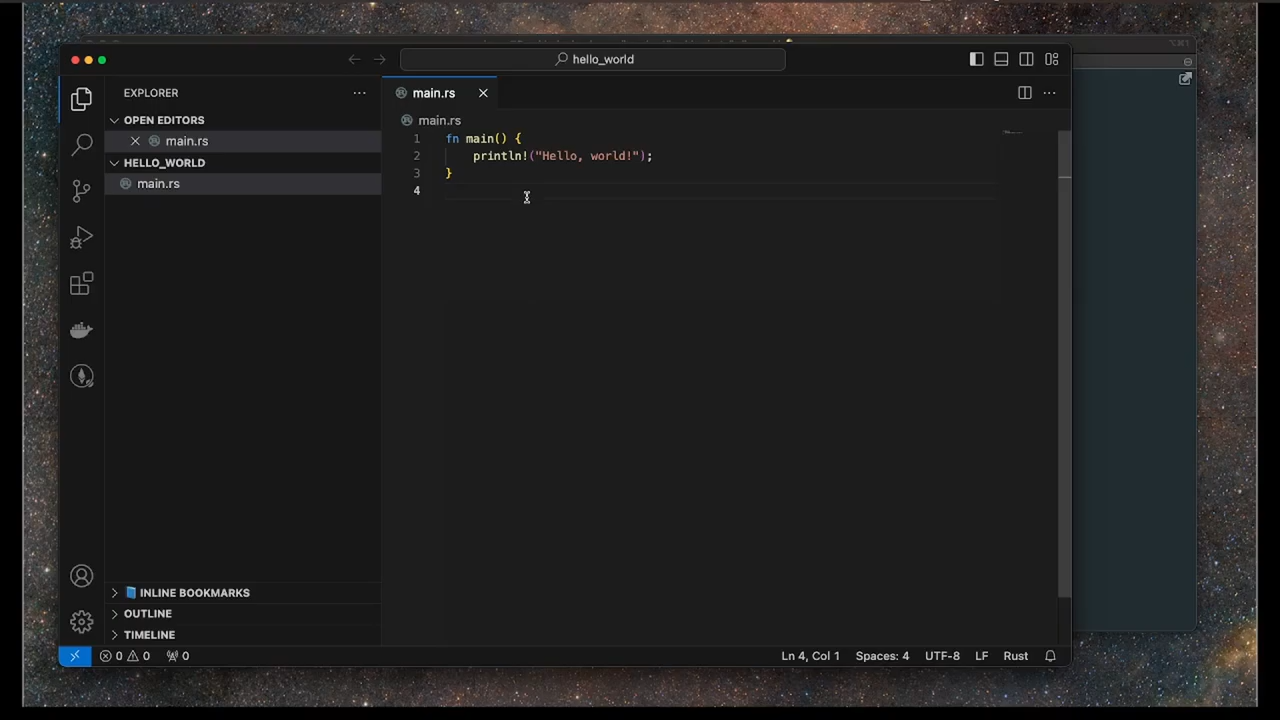 hello_world
EXPLORER
OPEN EDITORS
main.rs
HELLO_WORLD
main.rs
INLINE BOOKMARKS
OUTLINE
TIMELINE
main.rs
main.rs
1 fn main() {
2 println!("Hello, world!");
3 }
4
0 0 0
Ln 4, Col 1 Spaces: 4 UTF-8 LF Rust